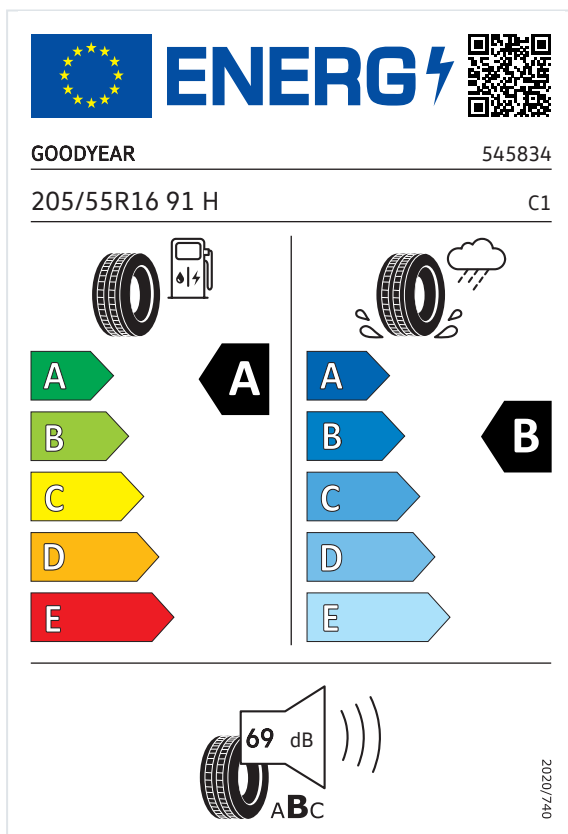 ENERG
GOODYEAR 545834
205/55R16 91 H C1
A A A
B B B
C C
D D
E E
69 dB
ABC
2020/740